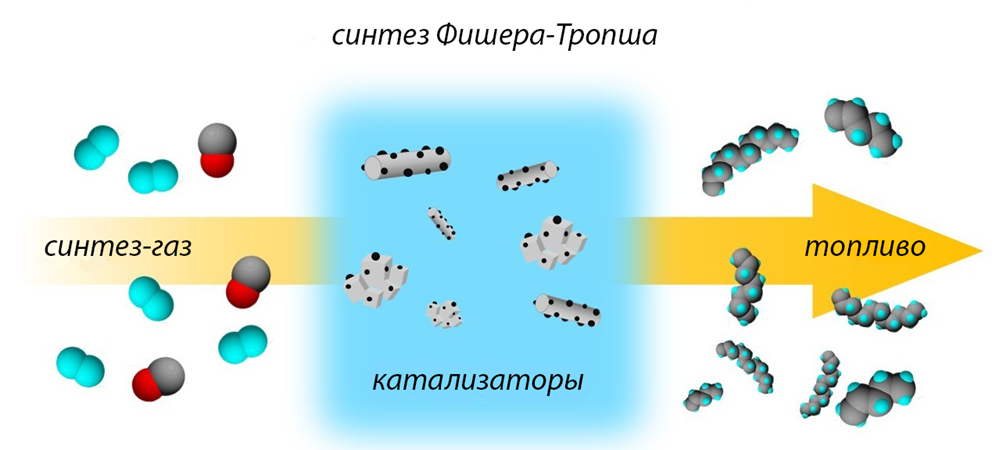 синтез Фишера-Тропша
синтез-газ
топливо
катализаторы